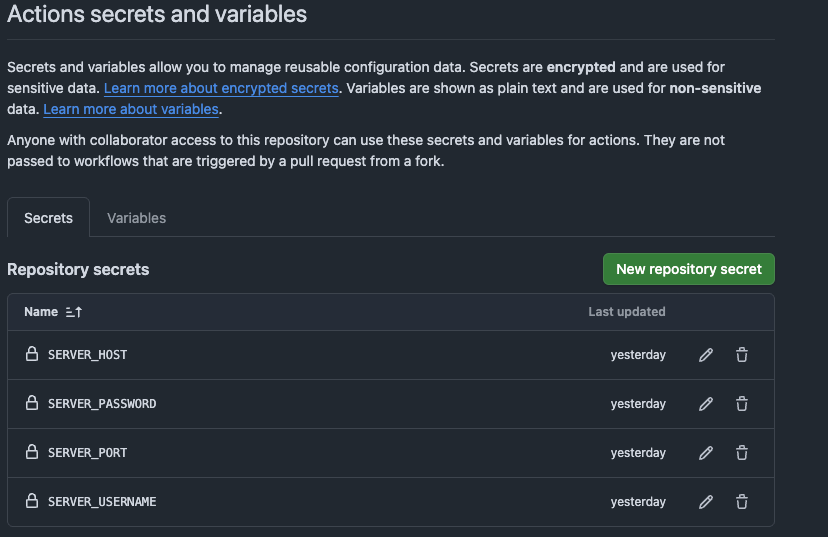 Actions secrets and variables
Secrets and variables allow you to manage reusable configuration data. Secrets are encrypted and are used for
sensitive data. Learn more about encrypted secrets. Variables are shown as plain text and are used for non-sensitive
data. Learn more about variables.
Anyone with collaborator access to this repository can use these secrets and variables for actions. They are not
passed to workflows that are triggered by a pull request from a fork.
Secrets Variables
Repository secrets New repository secret
Name Last updated
SERVER_HOST yesterday
SERVER_PASSWORD yesterday
SERVER_PORT yesterday
SERVER_USERNAME yesterday